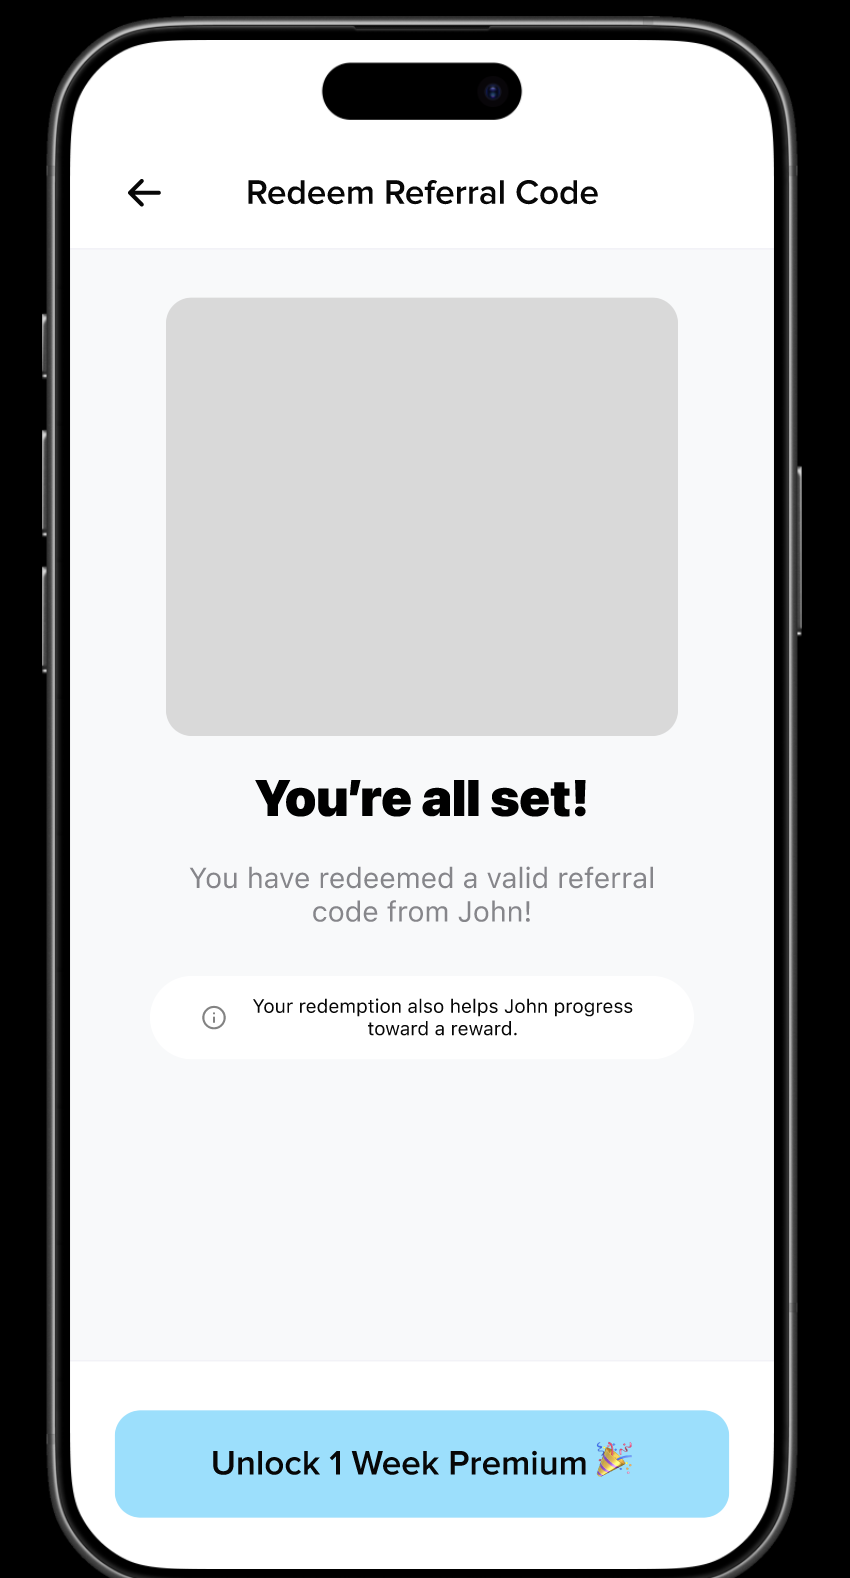 Redeem Referral Code
You're all set!
You have redeemed a valid referral
code from John!
Your redemption also helps John progress
toward a reward.
Unlock 1 Week Premium 🎉